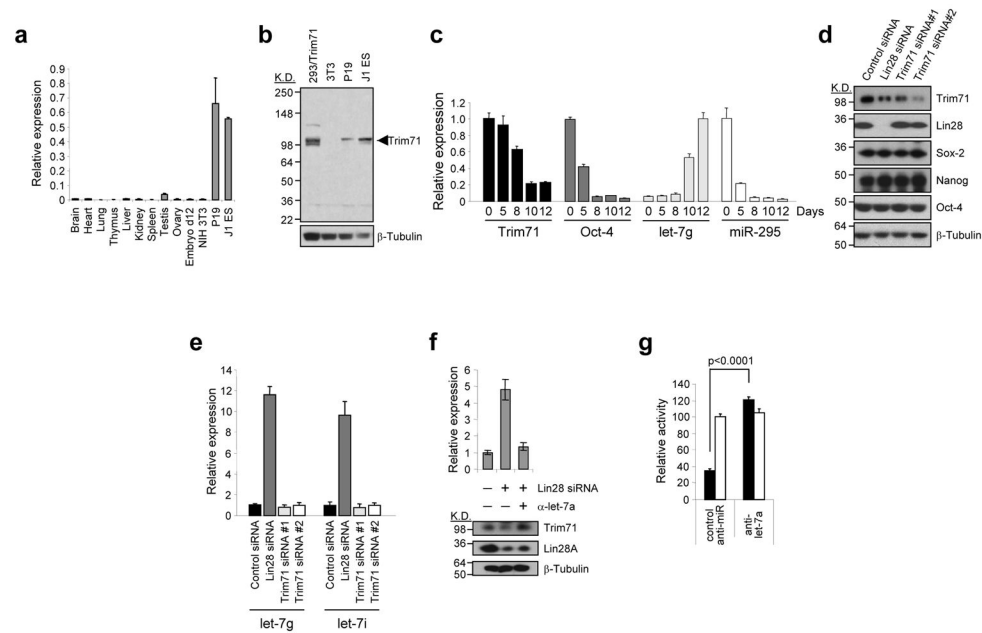 a
Relative expression
0.9
0.8
0.7
0.6
0.5
0.4
0.3
0.2
0.1
0
Brain
Heart
Lung
Thymus
Liver
Kidney
Spleen
Testis
Ovary
Embryo d12
NIH 3T3
P19
J1 ES
b
293/Trim71
3T3
P19
J1 ES
K.D.
250
148
98
64
50
36
22
Trim71
β-Tubulin
c
Relative expression
1.2
1.0
0.8
0.6
0.4
0.2
0
0 5 8 10 12 0 5 8 10 12 0 5 8 10 12 0 5 8 10 12 Days
Trim71 Oct-4 let-7g miR-295
d
Control siRNA
Lin28 siRNA
Trim71 siRNA#1
Trim71 siRNA#2
K.D.
98 Trim71
36 Lin28
36 Sox-2
50 Nanog
50 Oct-4
64 β-Tubulin
50
e
Relative expression
14
12
10
8
6
4
2
0
Control siRNA
Lin28 siRNA
Trim71 siRNA #1
Trim71 siRNA #2
Control siRNA
Lin28 siRNA
Trim71 siRNA #1
Trim71 siRNA #2
let-7g let-7i
f
Relative expression
6
5
4
3
2
1
0
– + + Lin28 siRNA
– – + α-let-7a
K.D.
98 Trim71
36 Lin28A
64 β-Tubulin
50
g
p<0.0001
Relative activity
140
120
100
80
60
40
20
0
control
anti-miR
anti-
let-7a